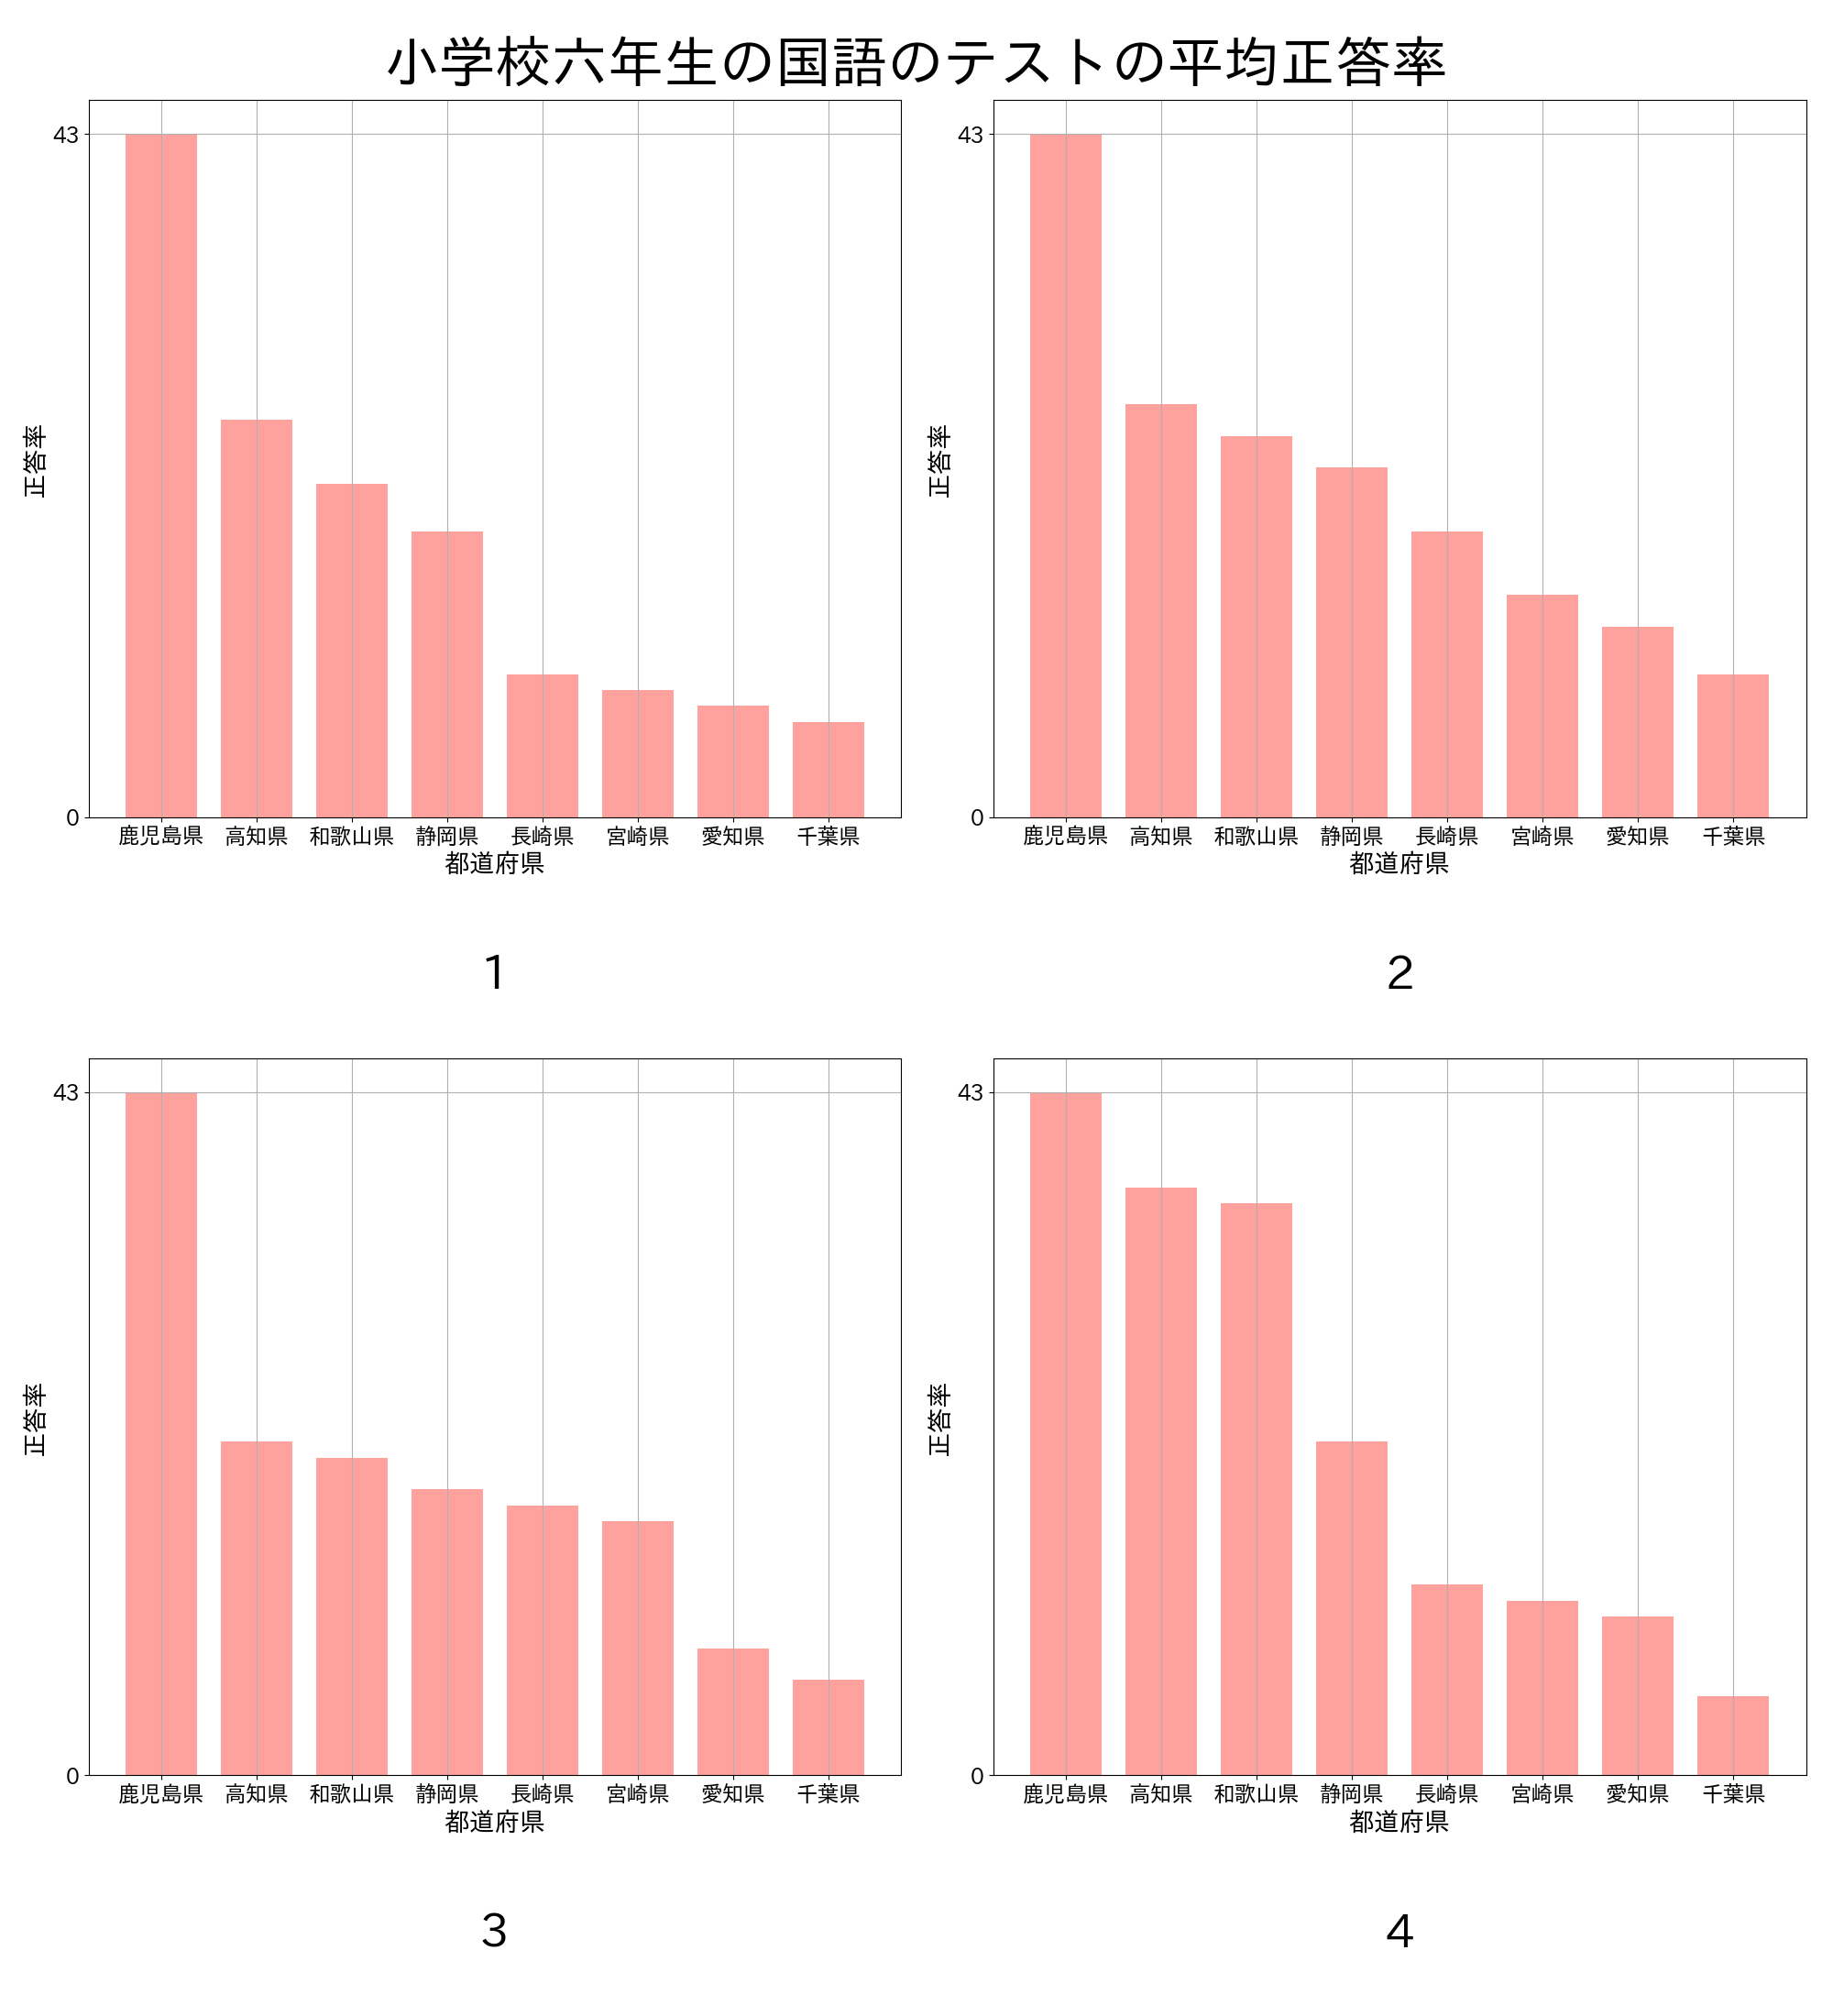 小学校六年生の国語のテストの平均正答率
43
0
正答率
鹿児島県 高知県 和歌山県 静岡県 長崎県 宮崎県 愛知県 千葉県
都道府県
1
43
0
正答率
鹿児島県 高知県 和歌山県 静岡県 長崎県 宮崎県 愛知県 千葉県
都道府県
2
43
0
正答率
鹿児島県 高知県 和歌山県 静岡県 長崎県 宮崎県 愛知県 千葉県
都道府県
3
43
0
正答率
鹿児島県 高知県 和歌山県 静岡県 長崎県 宮崎県 愛知県 千葉県
都道府県
4